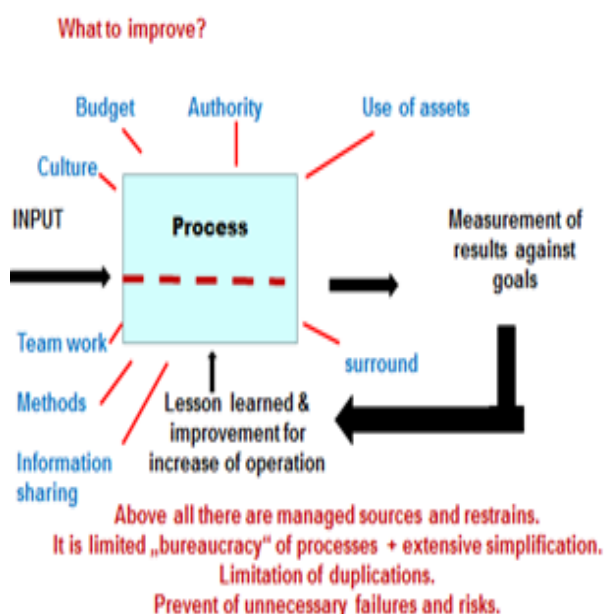 What to improve?
Budget
Authority
Use of assets
Culture
INPUT
Process
Measurement of
results against
goals
Team work
surround
Methods
Lesson learned &
improvement for
increase of operation
Information
sharing
Above all there are managed sources and restrains.
It is limited „bureaucracy“ of processes + extensive simplification.
Limitation of duplications.
Prevent of unnecessary failures and risks.